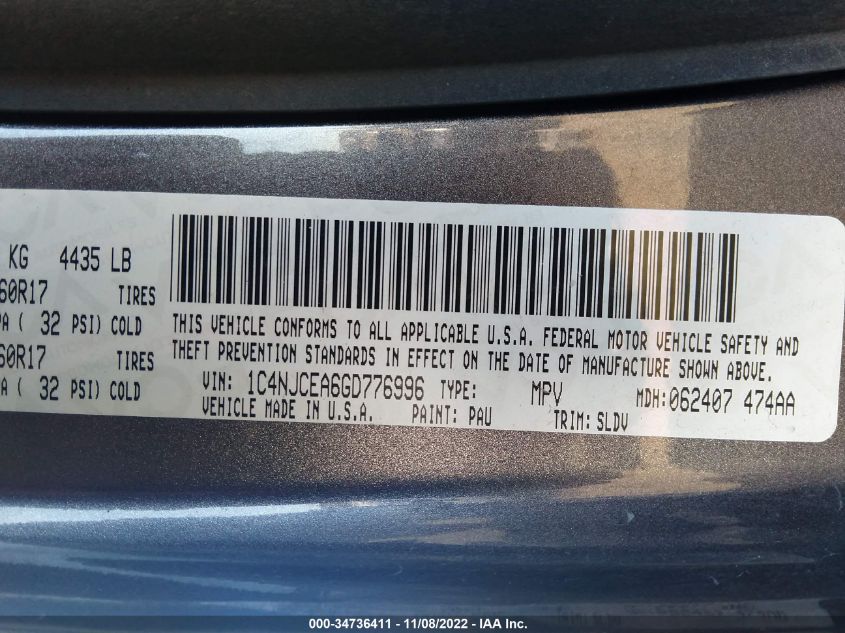 KG 4435 LB
60R17 TIRES
PA ( 32 PSI) COLD
60R17 TIRES
PA ( 32 PSI) COLD
THIS VEHICLE CONFORMS TO ALL APPLICABLE U.S.A. FEDERAL MOTOR VEHICLE SAFETY AND
THEFT PREVENTION STANDARDS IN EFFECT ON THE DATE OF MANUFACTURE SHOWN ABOVE.
VIN: 1C4NJCEA6GD776996 TYPE: MPV MDH: 062407 474AA
VEHICLE MADE IN U.S.A. PAINT: PAU TRIM: SLDV
000-34736411 - 11/08/2022 - IAA Inc.